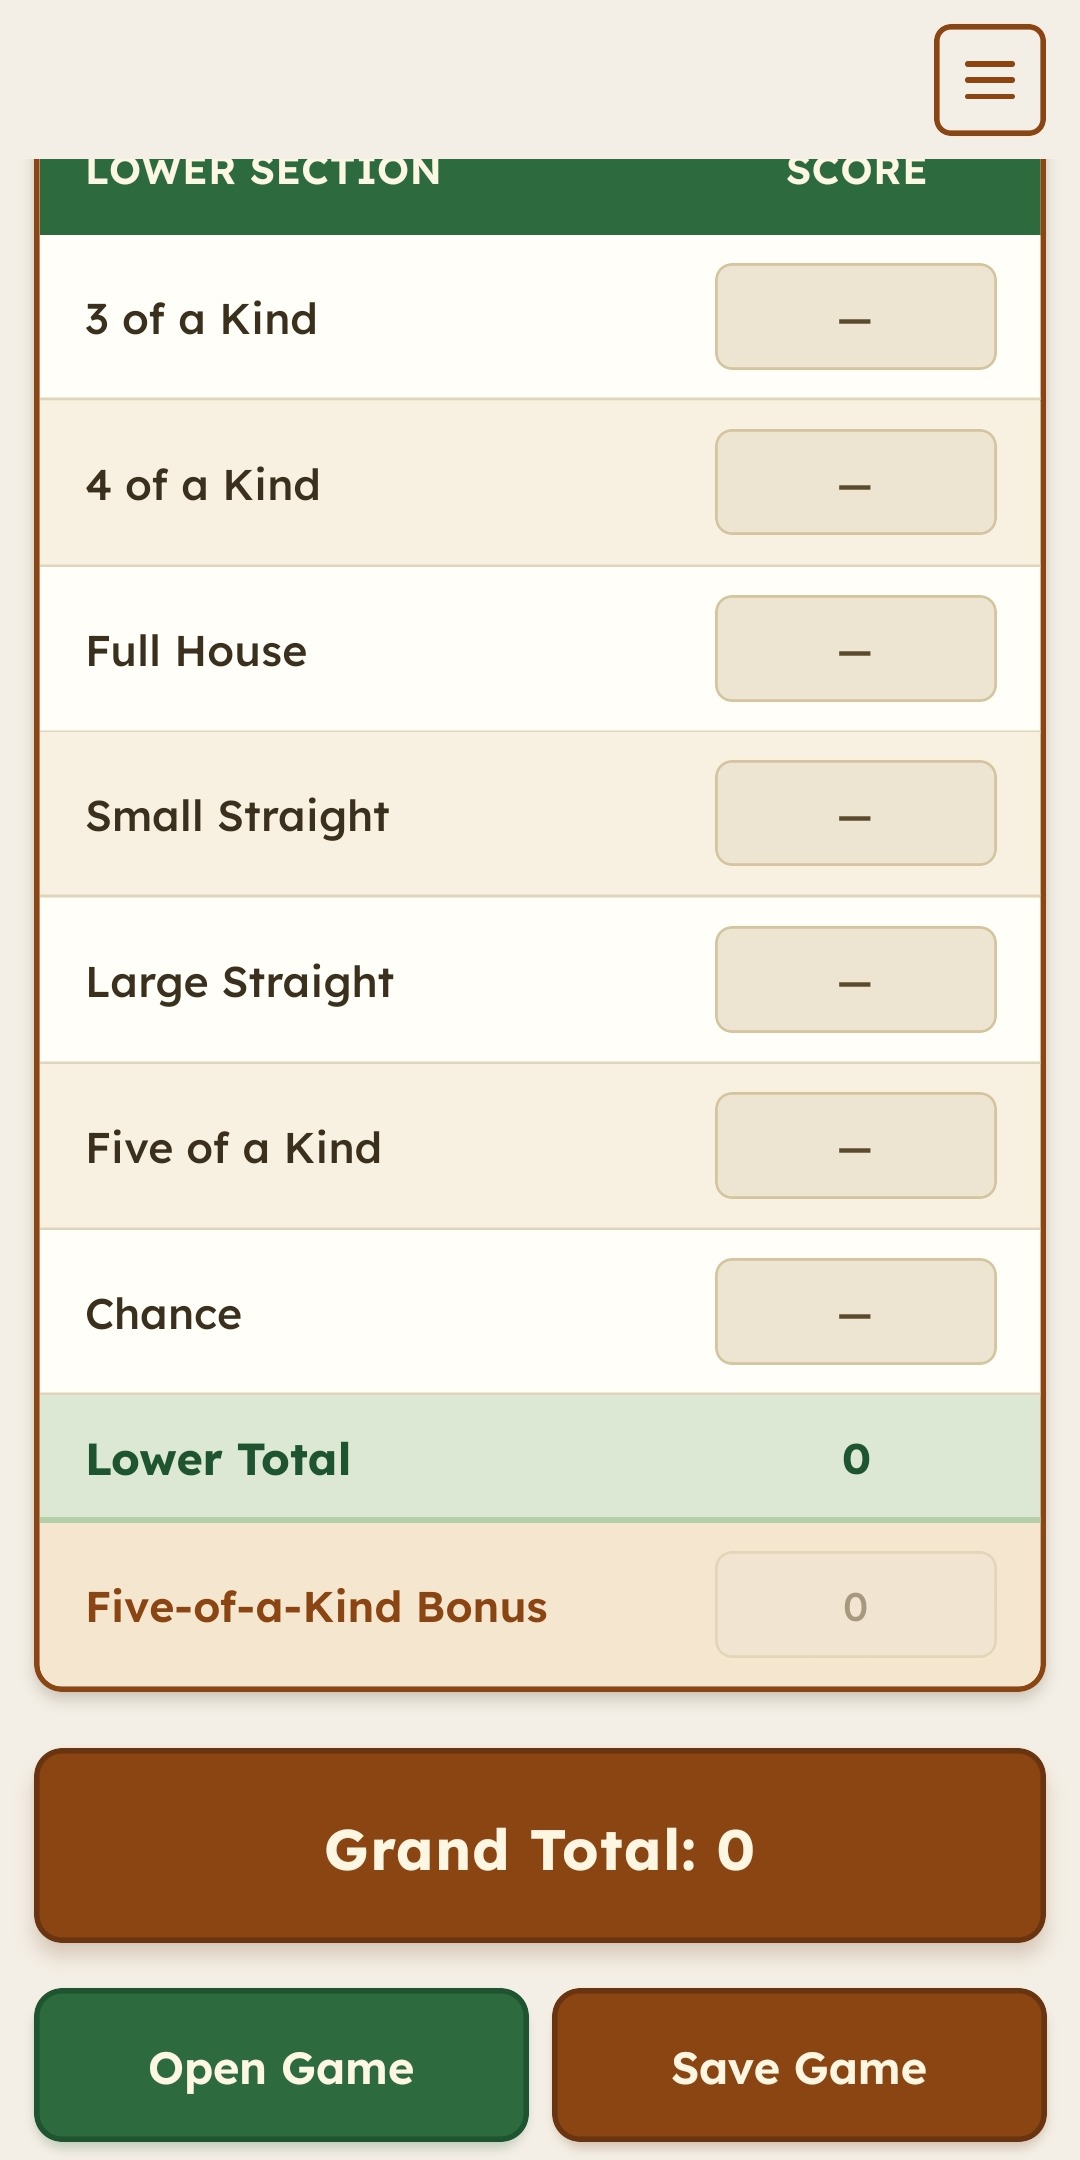 LOWER SECTION SCORE
3 of a Kind –
4 of a Kind –
Full House –
Small Straight –
Large Straight –
Five of a Kind –
Chance –
Lower Total 0
Five-of-a-Kind Bonus 0
Grand Total: 0
Open Game Save Game